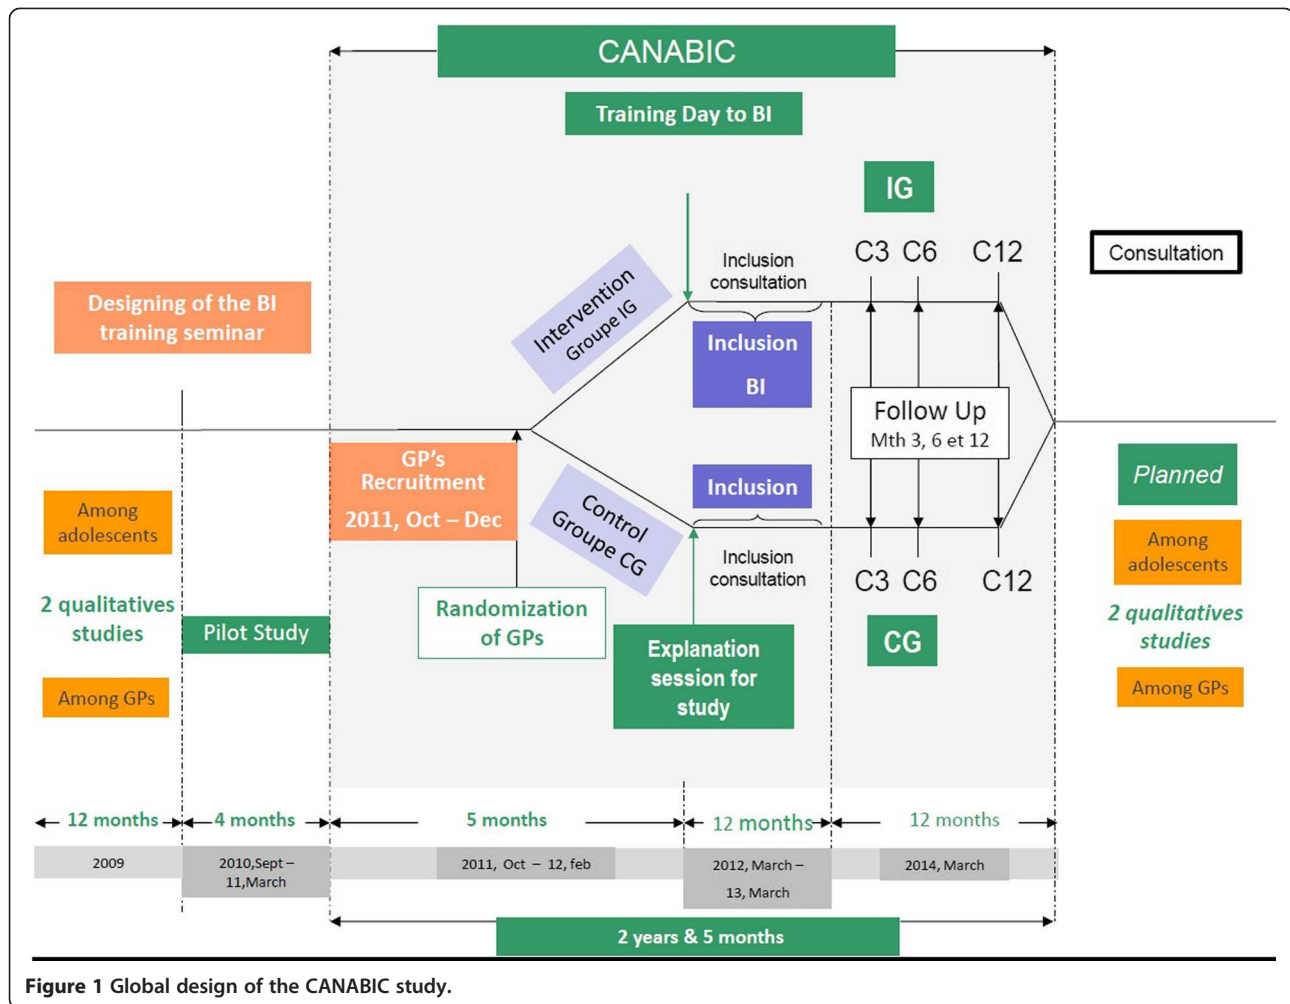 CANABIC
Training Day to BI
IG
C3 C6 C12
Consultation
Inclusion
consultation
Intervention
Groupe IG
Designing of the BI
training seminar
Inclusion
BI
Follow Up
Mth 3, 6 et 12
GP's
Recruitment
2011, Oct – Dec
Inclusion
Control
Groupe CG
Inclusion
consultation
C3 C6 C12
Planned
Among
adolescents
Among
adolescents
2 qualitatives
studies
Pilot Study
Randomization
of GPs
Explanation
session for
study
CG
2 qualitatives
studies
Among GPs
Among GPs
12 months
4 months
5 months
12 months
12 months
2009
2010,Sept –
11,March
2011, Oct – 12, feb
2012, March –
13, March
2014, March
2 years & 5 months
Figure 1 Global design of the CANABIC study.